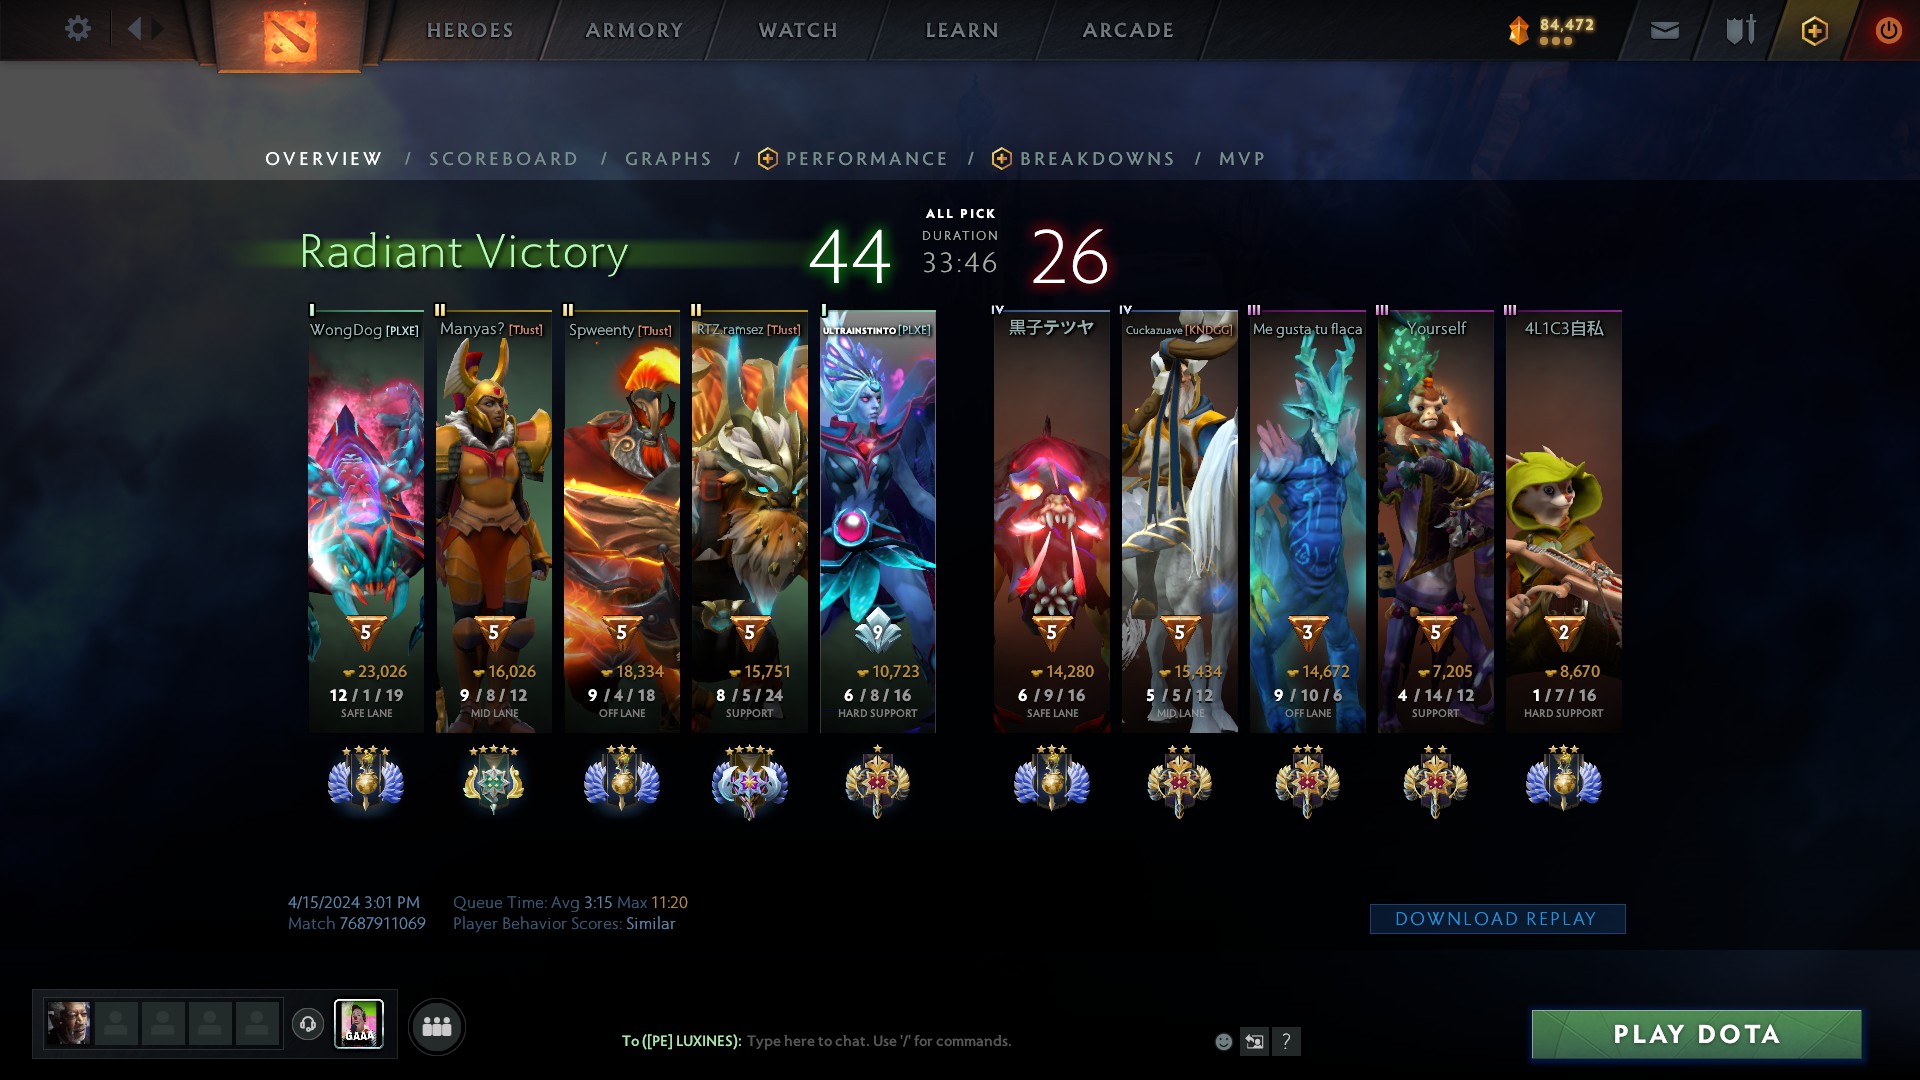 HEROES ARMORY WATCH LEARN ARCADE 84,472
OVERVIEW / SCOREBOARD / GRAPHS / PERFORMANCE / BREAKDOWNS / MVP
Radiant Victory
44
ALL PICK
DURATION
33:46
26
I II II II I IV IV III III III
WongDog [PLXE] Manyas? [TJust] Spweenty [TJust] RTZ ramsez [TJust] ULTRAINSTINTO [PLXE] 黒子テツヤ Cuckazuave [KNDGG] Me gusta tu flaca Yourself 4L1C3自私
5 5 5 5 9 5 5 3 5 2
23,026 16,026 18,334 15,751 10,723 14,280 15,434 14,672 7,205 8,670
12 / 1 / 19 9 / 8 / 12 9 / 4 / 18 8 / 5 / 24 6 / 8 / 16 6 / 9 / 16 5 / 5 / 12 9 / 10 / 6 4 / 14 / 12 1 / 7 / 16
SAFE LANE MID LANE OFF LANE SUPPORT HARD SUPPORT SAFE LANE MID LANE OFF LANE SUPPORT HARD SUPPORT
4/15/2024 3:01 PM Queue Time: Avg 3:15 Max 11:20
Match 7687911069 Player Behavior Scores: Similar
DOWNLOAD REPLAY
GAAA
To ([PE] LUXINES): Type here to chat. Use '/' for commands.
?
PLAY DOTA